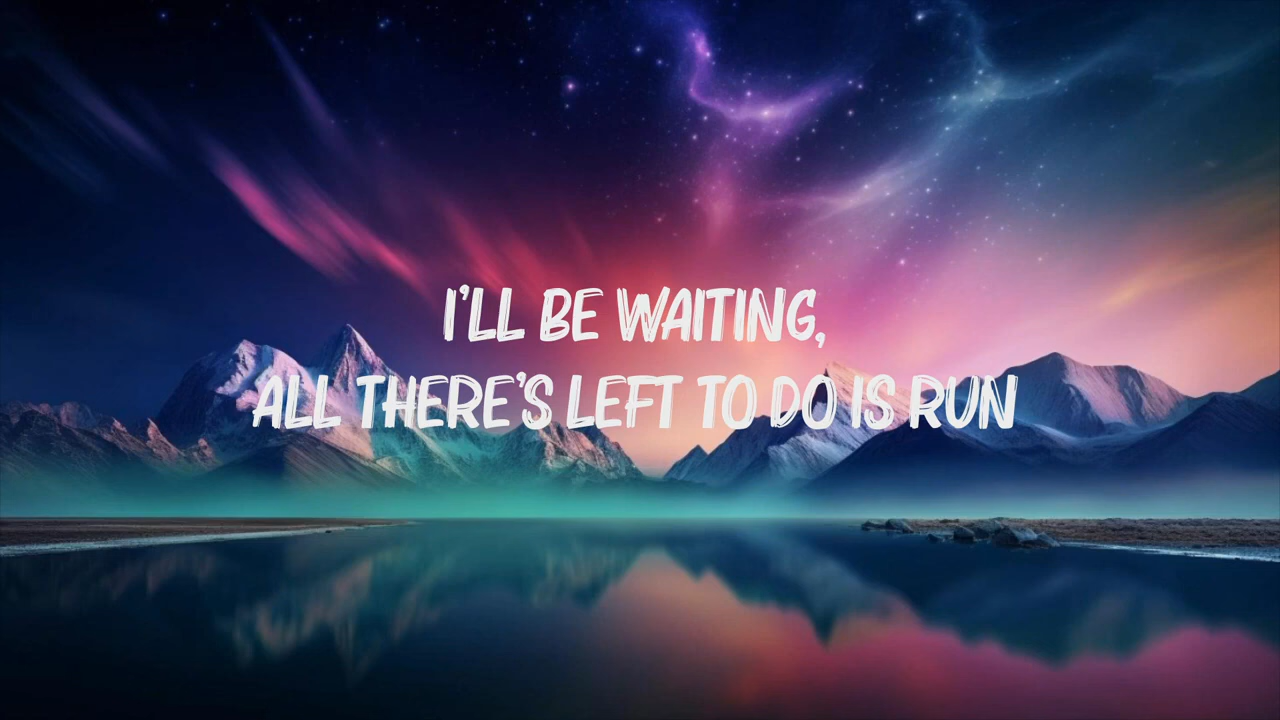 I'LL BE WAITING,
ALL THERE'S LEFT TO DO IS RUN